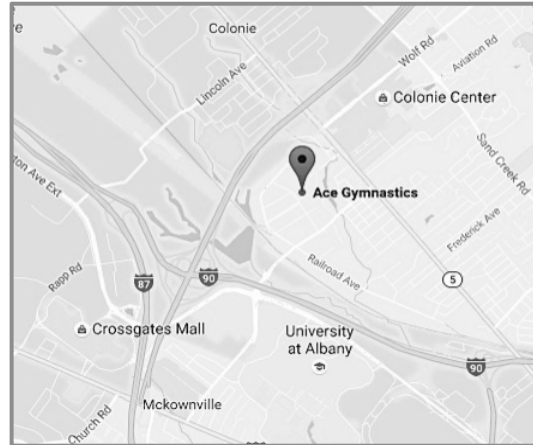 Colonie
Wolf Rd
Aviation Rd
Lincoln Ave
Colonie Center
Sand Creek Rd
Ace Gymnastics
ton Ave Ext
Frederick Ave
Railroad Ave
Rapp Rd
87
90
5
Crossgates Mall
University
at Albany
90
Mckownville
Church Rd